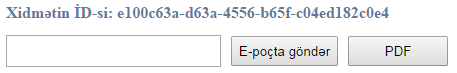 Xidmətin İD-si: e100c63a-d63a-4556-b65f-c04ed182c0e4
E-poçta göndər PDF